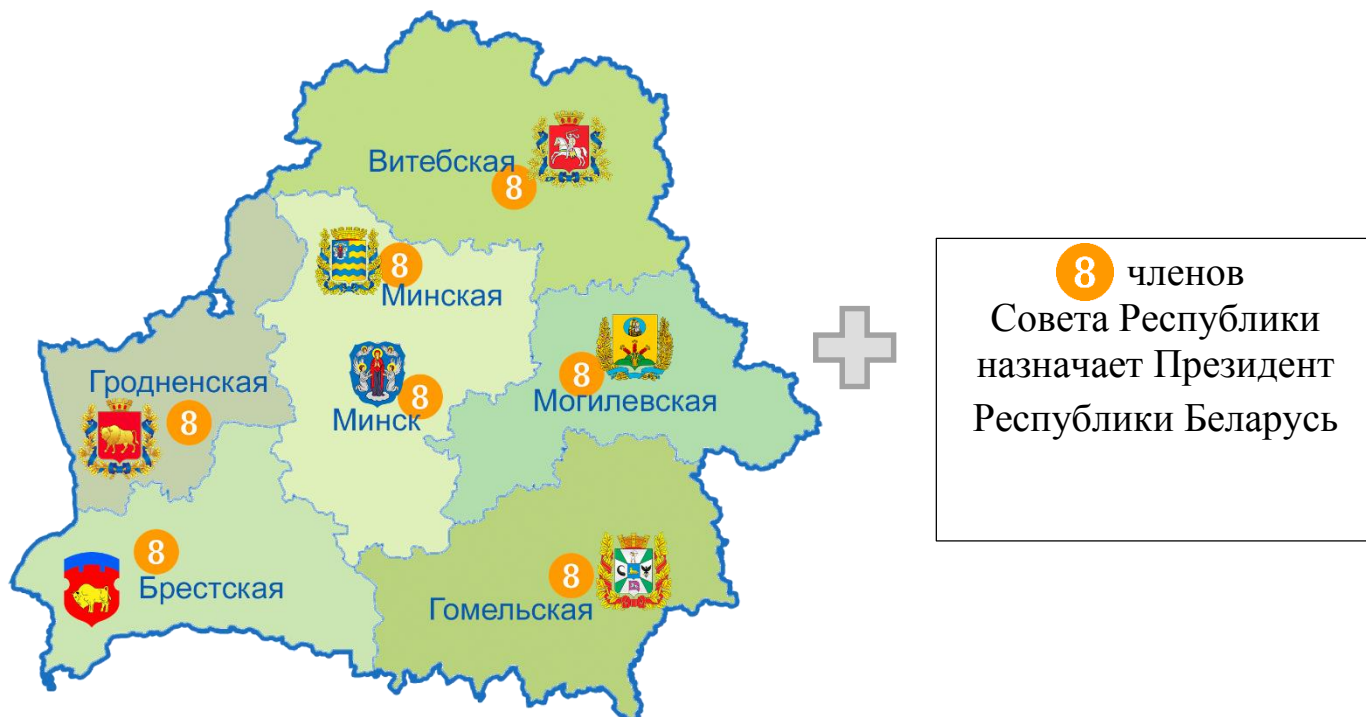 Витебская
8
8
Минская
Гродненская
8
8
Минск
8
Могилевская
8
Брестская
8
Гомельская
8 членов
Совета Республики
назначает Президент
Республики Беларусь